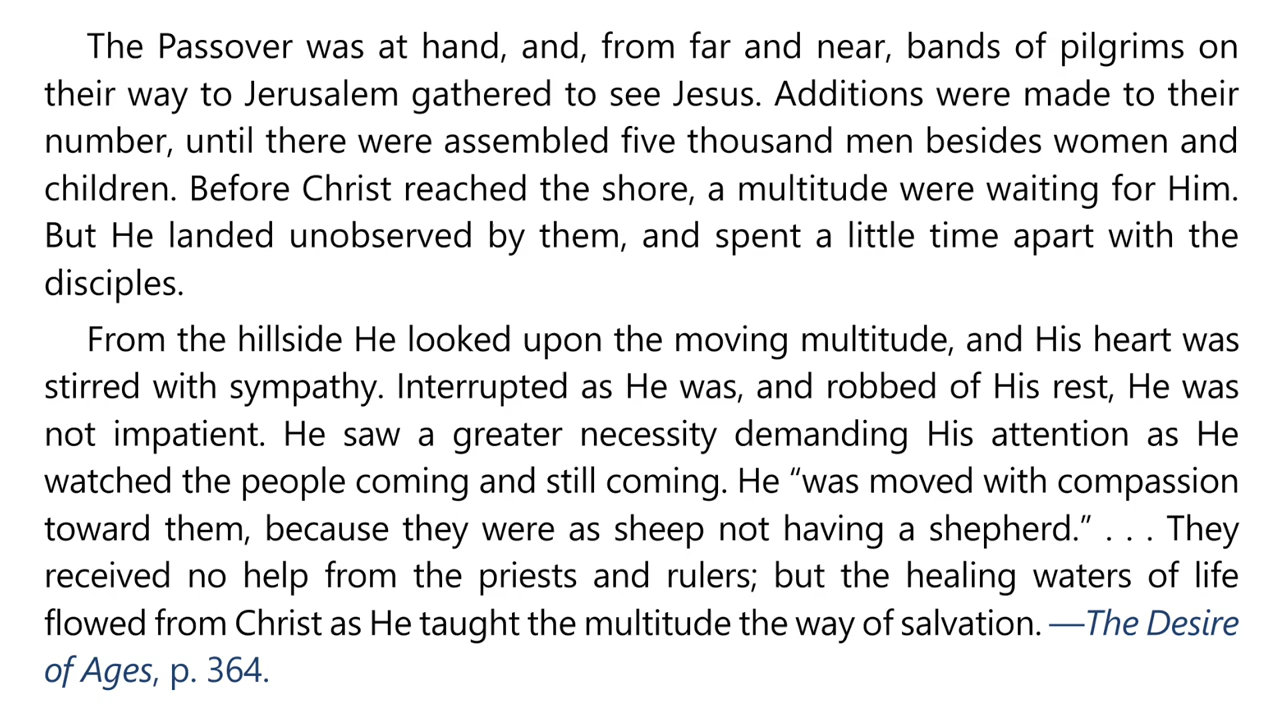 The Passover was at hand, and, from far and near, bands of pilgrims on
their way to Jerusalem gathered to see Jesus. Additions were made to their
number, until there were assembled five thousand men besides women and
children. Before Christ reached the shore, a multitude were waiting for Him.
But He landed unobserved by them, and spent a little time apart with the
disciples.
From the hillside He looked upon the moving multitude, and His heart was
stirred with sympathy. Interrupted as He was, and robbed of His rest, He was
not impatient. He saw a greater necessity demanding His attention as He
watched the people coming and still coming. He “was moved with compassion
toward them, because they were as sheep not having a shepherd.” . . . They
received no help from the priests and rulers; but the healing waters of life
flowed from Christ as He taught the multitude the way of salvation. —The Desire
of Ages, p. 364.